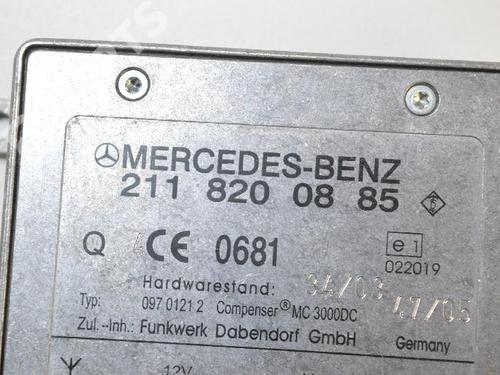 MERCEDES-BENZ
211 820 08 85
Q CE 0681 e1
022019
Hardwarestand: 34/03 47/05
Typ: 097 0121 2 Compenser® MC 3000DC
Zul.-Inh.: Funkwerk Dabendorf GmbH Germany
12V